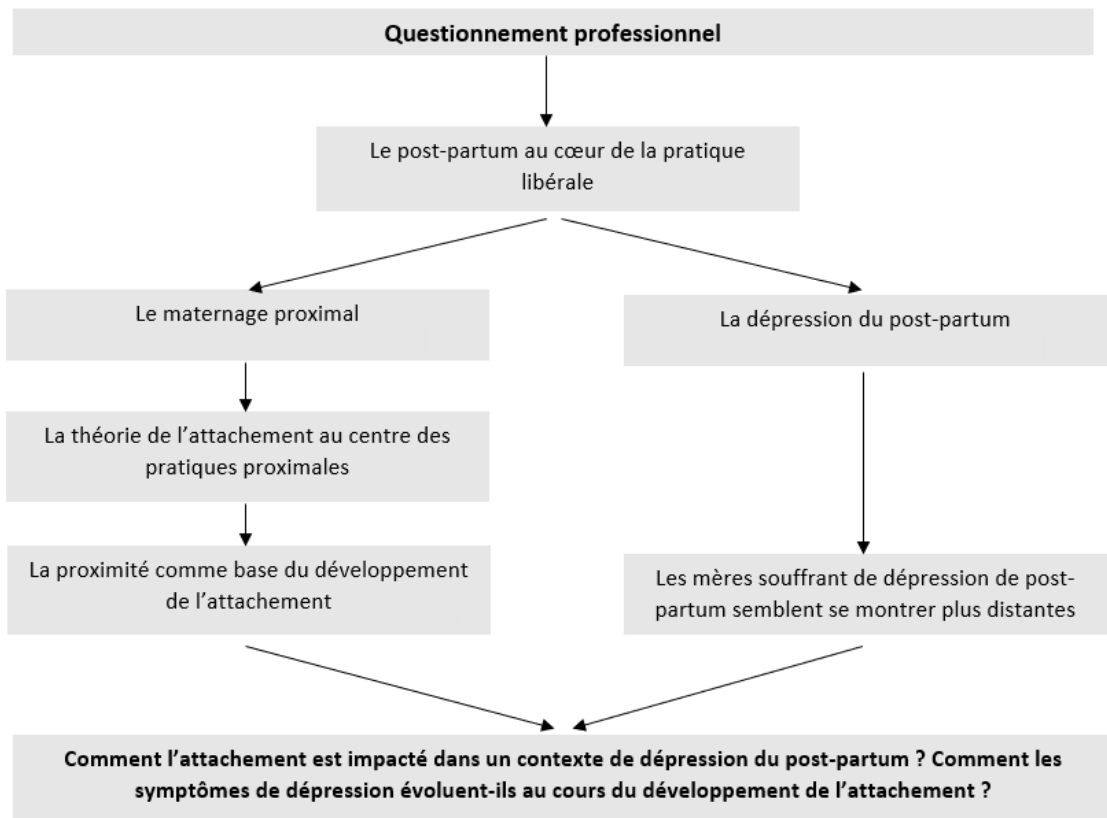 Questionnement professionnel
Le post-partum au cœur de la pratique
libérale
Le maternage proximal
La dépression du post-partum
La théorie de l’attachement au centre des
pratiques proximales
La proximité comme base du développement
de l’attachement
Les mères souffrant de dépression de post-
partum semblent se montrer plus distantes
Comment l’attachement est impacté dans un contexte de dépression du post-partum ? Comment les
symptômes de dépression évoluent-ils au cours du développement de l’attachement ?